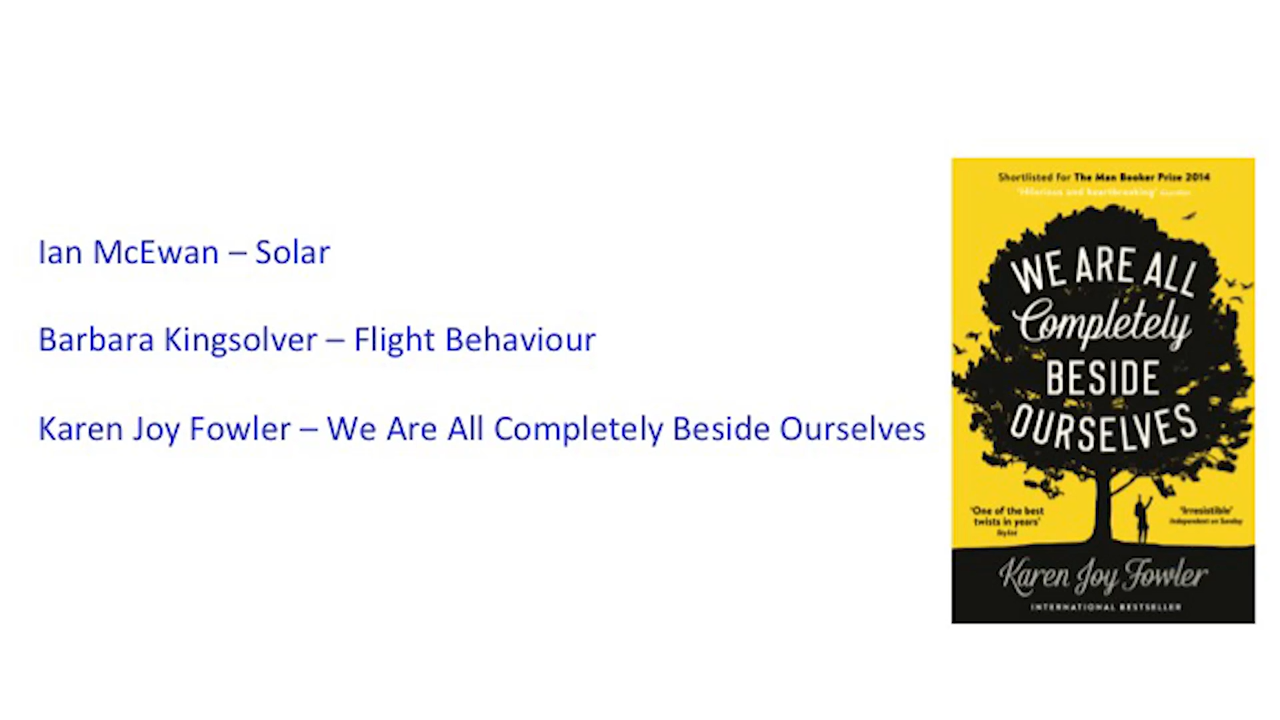 Ian McEwan – Solar
Barbara Kingsolver – Flight Behaviour
Karen Joy Fowler – We Are All Completely Beside Ourselves
Shortlisted for The Man Booker Prize 2014
'Hilarious and heartbreaking' Guardian
WE ARE ALL
Completely
BESIDE
OURSELVES
'One of the best
twists in years'
Stylist
'Irresistible'
Independent on Sunday
Karen Joy Fowler
INTERNATIONAL BESTSELLER